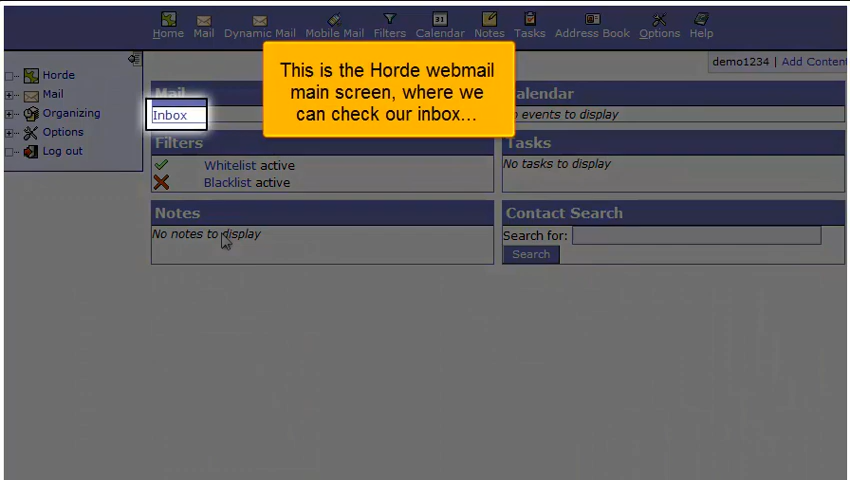 Home Mail Dynamic Mail Mobile Mail Filters Calendar Notes Tasks Address Book Options Help
demo1234 | Add Content
Horde
Mail
Organizing
Options
Log out
Mail
Inbox
This is the Horde webmail
main screen, where we
can check our inbox...
Calendar
No events to display
Filters
Whitelist active
Blacklist active
Tasks
No tasks to display
Notes
No notes to display
Contact Search
Search for:
Search